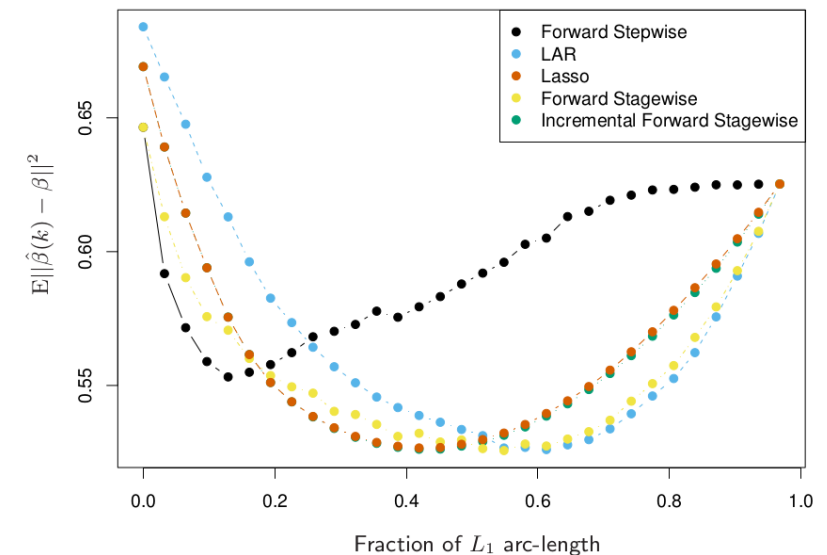 Forward Stepwise
LAR
Lasso
Forward Stagewise
Incremental Forward Stagewise
E||β̂(k) − β||²
0.65
0.60
0.55
0.0 0.2 0.4 0.6 0.8 1.0
Fraction of L₁ arc-length